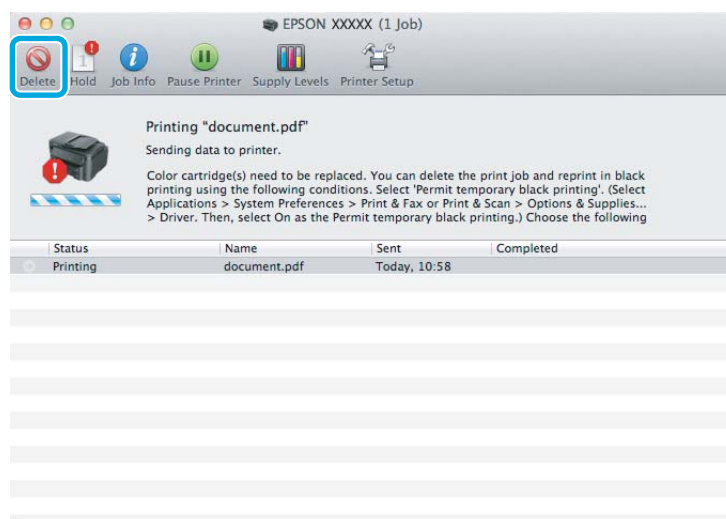 EPSON XXXXX (1 Job)
Delete Hold Job Info Pause Printer Supply Levels Printer Setup
Printing "document.pdf"
Sending data to printer.
Color cartridge(s) need to be replaced. You can delete the print job and reprint in black
printing using the following conditions. Select 'Permit temporary black printing'. (Select
Applications > System Preferences > Print & Fax or Print & Scan > Options & Supplies...
> Driver. Then, select On as the Permit temporary black printing.) Choose the following
Status Name Sent Completed
Printing document.pdf Today, 10:58